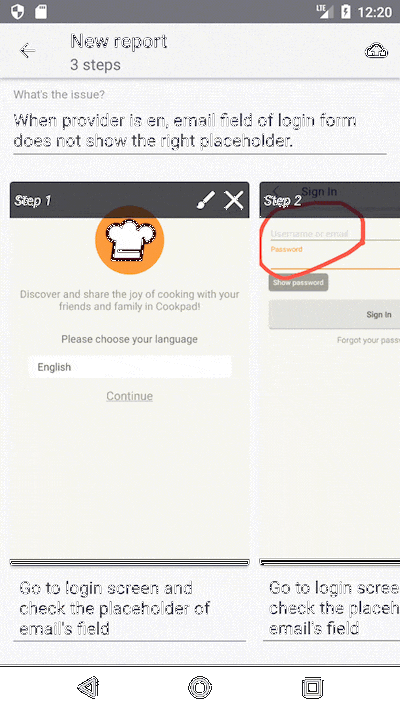 LTE 12:20
New report
3 steps
What's the issue?
When provider is en, email field of login form
does not show the right placeholder.
Step 1
Discover and share the joy of cooking with your
friends and family in Cookpad!
Please choose your language
English
Continue
Go to login screen and
check the placeholder of
email's field
Sign In
Step 2
Username or email
Password
Show password
Sign In
Forgot your pass
Go to login scree
check the placeh
email's field